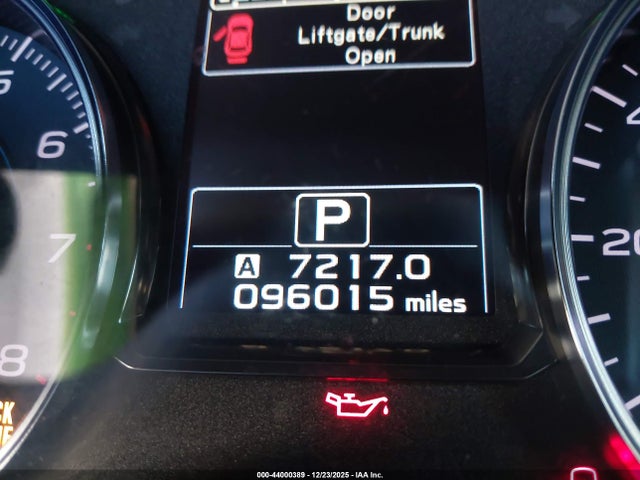 Door
Liftgate/Trunk
Open
5
6
7
8
P
A 7217.0
096015 miles
20
000-44000389 - 12/23/2025 - IAA Inc.